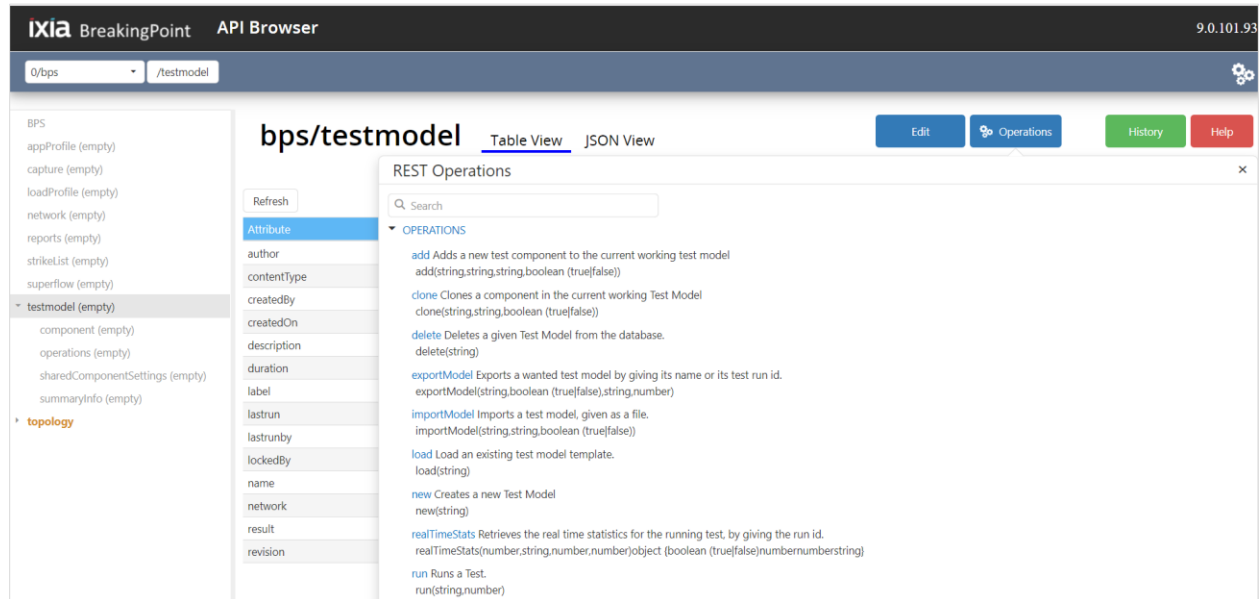 ixia BreakingPoint API Browser 9.0.101.93
0/bps /testmodel
BPS
appProfile (empty)
capture (empty)
loadProfile (empty)
network (empty)
reports (empty)
strikeList (empty)
superflow (empty)
testmodel (empty)
component (empty)
operations (empty)
sharedComponentSettings (empty)
summaryInfo (empty)
topology
bps/testmodel Table View JSON View Edit Operations History Help
Refresh
Attribute
author
contentType
createdBy
createdOn
description
duration
label
lastrun
lastrunby
lockedBy
name
network
result
revision
REST Operations ×
Search
OPERATIONS
add Adds a new test component to the current working test model
add(string,string,string,boolean (true|false))
clone Clones a component in the current working Test Model
clone(string,string,boolean (true|false))
delete Deletes a given Test Model from the database.
delete(string)
exportModel Exports a wanted test model by giving its name or its test run id.
exportModel(string,boolean (true|false),string,number)
importModel Imports a test model, given as a file.
importModel(string,string,boolean (true|false))
load Load an existing test model template.
load(string)
new Creates a new Test Model
new(string)
realTimeStats Retrieves the real time statistics for the running test, by giving the run id.
realTimeStats(number,string,number,number)object {boolean (true|false)numbernumberstring}
run Runs a Test.
run(string,number)